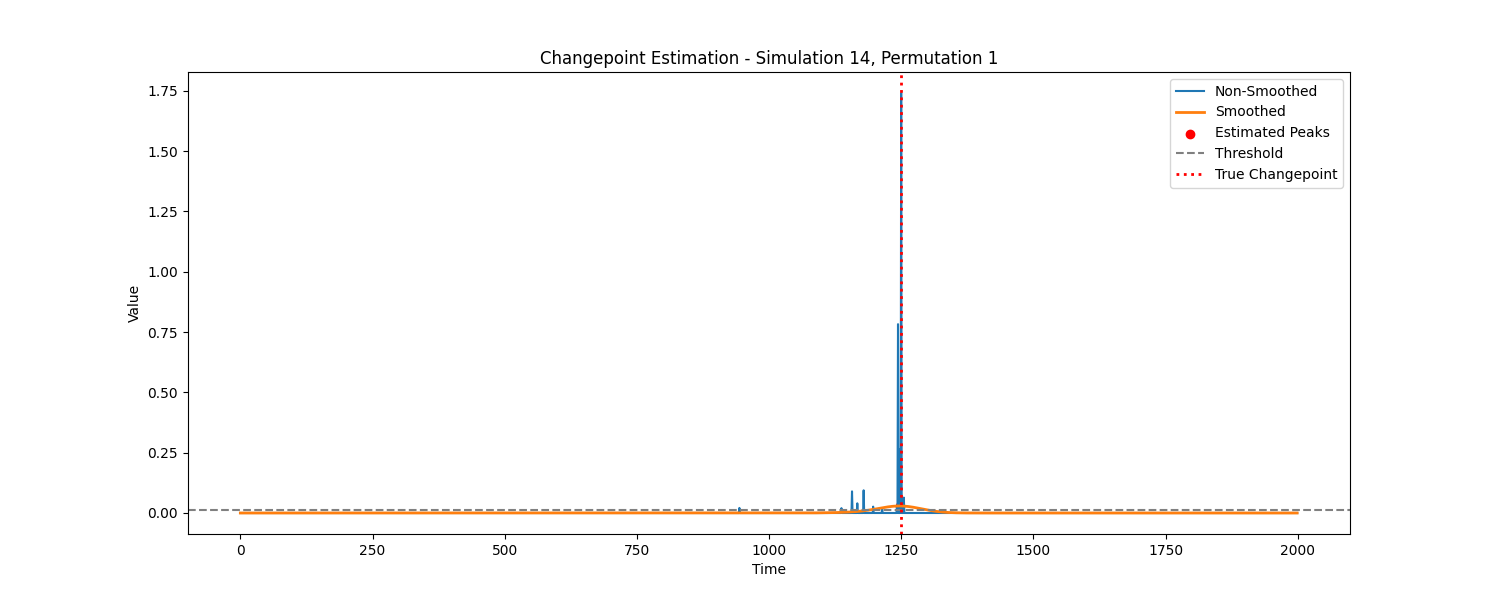 Changepoint Estimation - Simulation 14, Permutation 1
1.75
1.50
1.25
1.00
0.75
0.50
0.25
0.00
Value
Non-Smoothed
Smoothed
Estimated Peaks
Threshold
True Changepoint
0 250 500 750 1000 1250 1500 1750 2000
Time